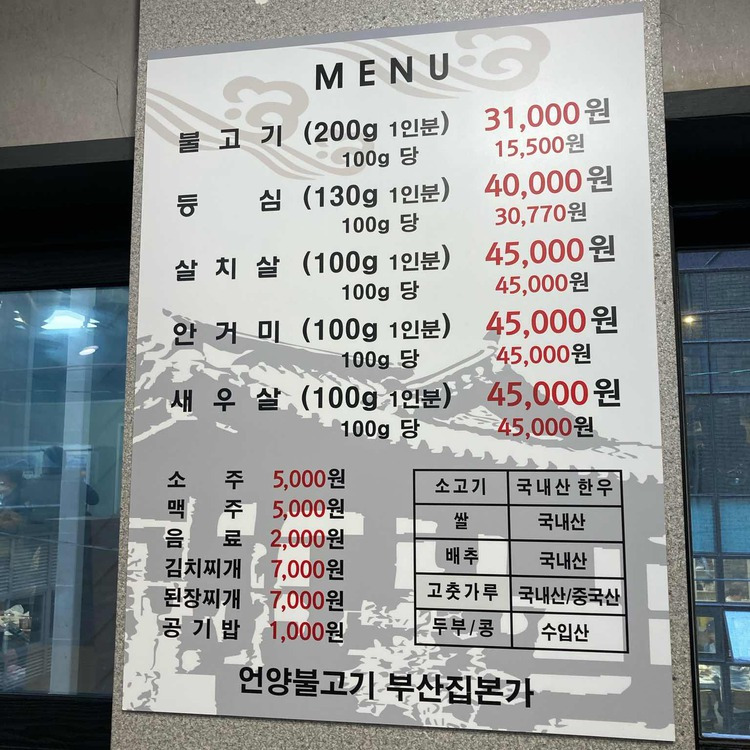 MENU
불고기 (200g 1인분) 31,000원
100g 당 15,500원
등심 (130g 1인분) 40,000원
100g 당 30,770원
살치살 (100g 1인분) 45,000원
100g 당 45,000원
안거미 (100g 1인분) 45,000원
100g 당 45,000원
새우살 (100g 1인분) 45,000원
100g 당 45,000원
소주 5,000원
맥주 5,000원
음료 2,000원
김치찌개 7,000원
된장찌개 7,000원
공기밥 1,000원
소고기 국내산 한우
쌀 국내산
배추 국내산
고춧가루 국내산/중국산
두부/콩 수입산
언양불고기 부산집본가